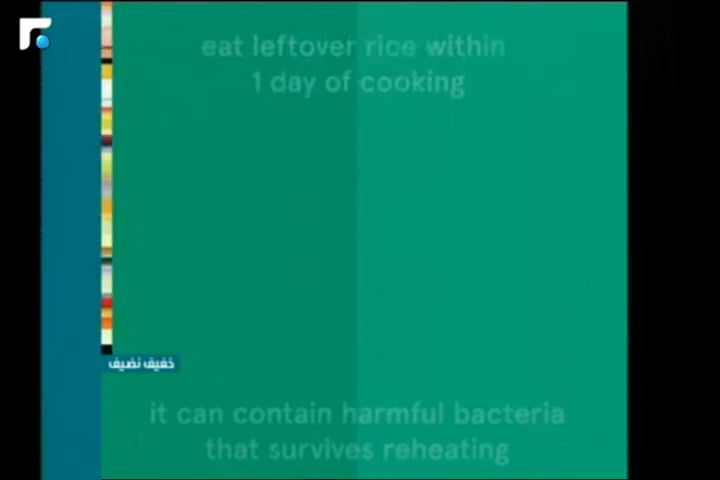 eat leftover rice within
1 day of cooking
خفيف نضيف
it can contain harmful bacteria
that survives reheating